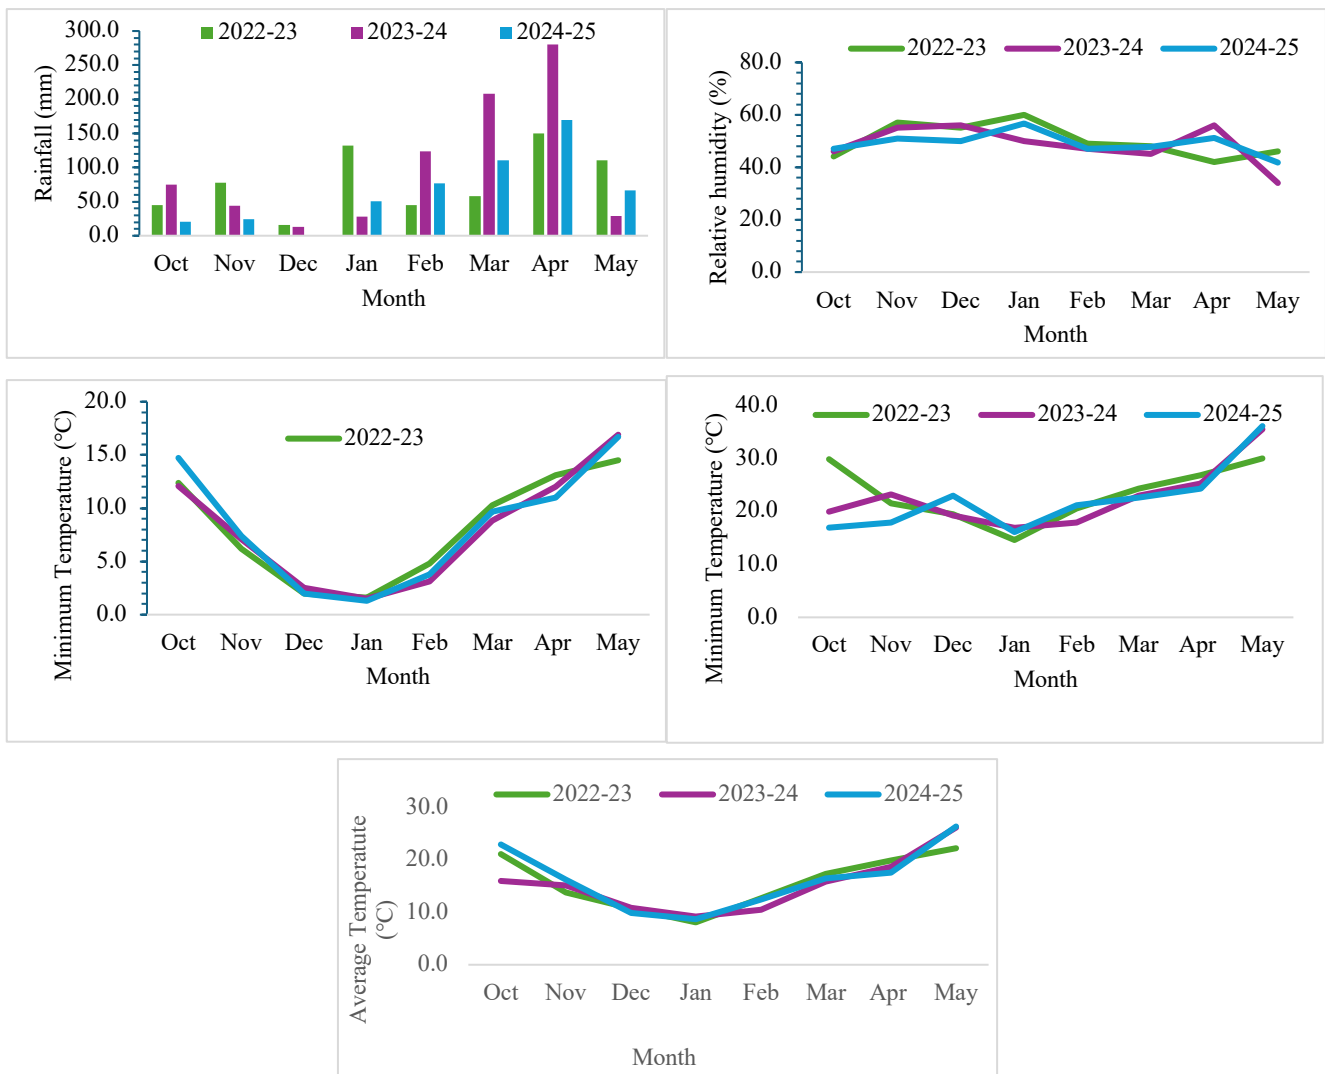 300.0
250.0
200.0
150.0
100.0
50.0
0.0
Rainfall (mm)
2022-23 2023-24 2024-25
Oct Nov Dec Jan Feb Mar Apr May
Month
80.0
60.0
40.0
20.0
0.0
Relative humidity (%)
2022-23 2023-24 2024-25
Oct Nov Dec Jan Feb Mar Apr May
Month
20.0
15.0
10.0
5.0
0.0
Minimum Temperature (°C)
2022-23
Oct Nov Dec Jan Feb Mar Apr May
Month
40.0
30.0
20.0
10.0
0.0
Minimum Temperature (°C)
2022-23 2023-24 2024-25
Oct Nov Dec Jan Feb Mar Apr May
Month
30.0
20.0
10.0
0.0
Average Temperatute
(°C)
2022-23 2023-24 2024-25
Oct Nov Dec Jan Feb Mar Apr May
Month